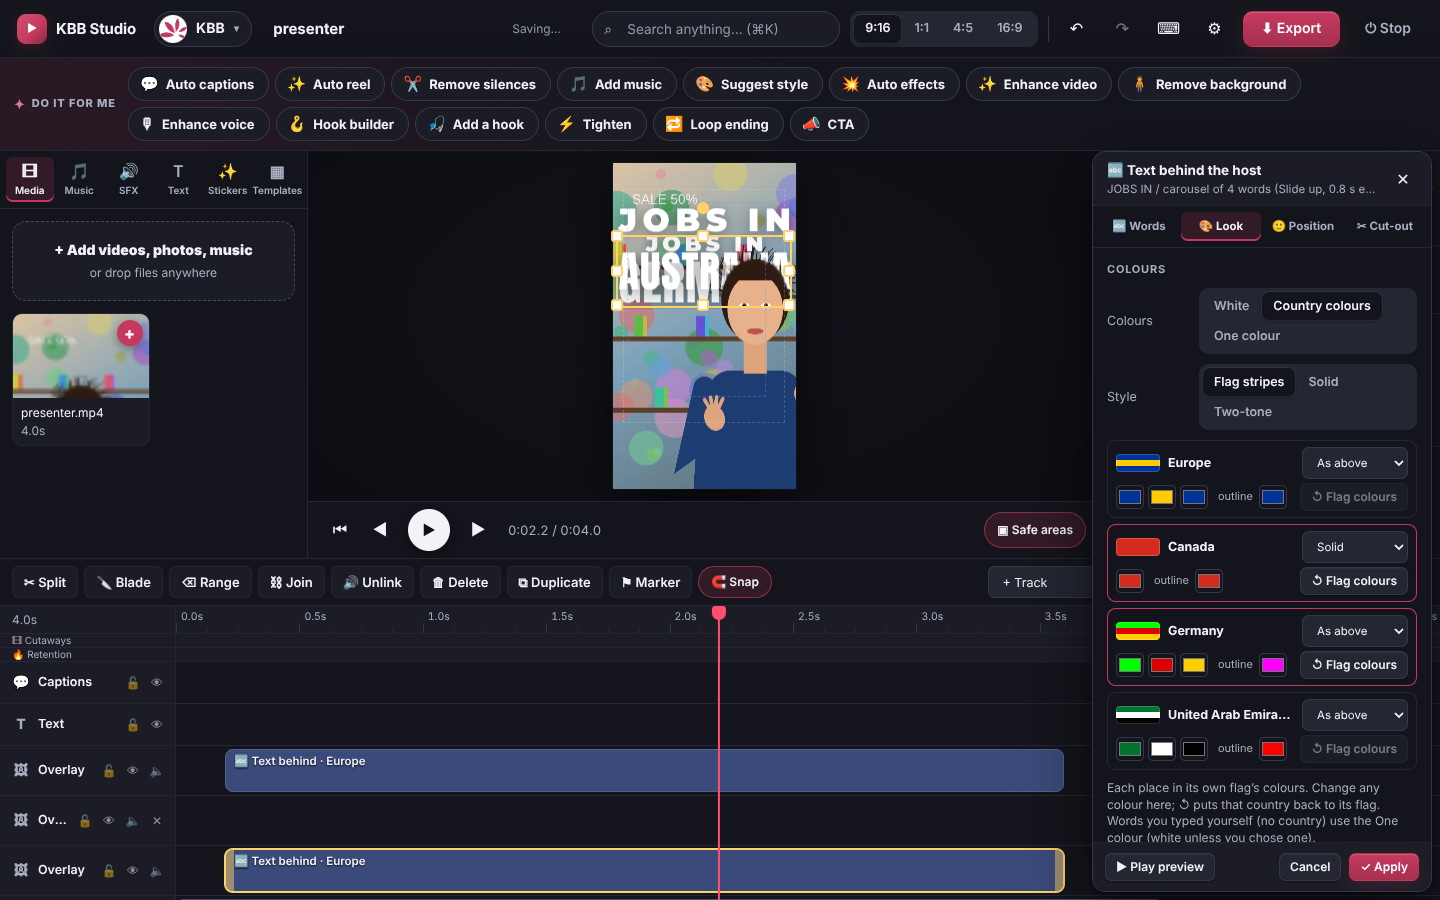 KBB Studio
KBB
presenter
Saving...
Search anything... (⌘K)
9:16
1:1
4:5
16:9
Export
Stop
DO IT FOR ME
Auto captions
Auto reel
Remove silences
Add music
Suggest style
Auto effects
Enhance video
Remove background
Enhance voice
Hook builder
Add a hook
Tighten
Loop ending
CTA
Media
Music
SFX
Text
Stickers
Templates
+ Add videos, photos, music
or drop files anywhere
presenter.mp4
4.0s
SALE 50%
JOBS IN
JOBS IN
0:02.2 / 0:04.0
Safe areas
Split
Blade
Range
Join
Unlink
Delete
Duplicate
Marker
Snap
+ Track
4.0s
0.0s
0.5s
1.0s
1.5s
2.0s
2.5s
3.0s
3.5s
Cutaways
Retention
Captions
Text
Overlay
Text behind · Europe
Ov...
Overlay
Text behind · Europe
Text behind the host
JOBS IN / carousel of 4 words (Slide up, 0.8 s e...
Words
Look
Position
Cut-out
COLOURS
Colours
White
Country colours
One colour
Style
Flag stripes
Solid
Two-tone
Europe
As above
outline
Flag colours
Canada
Solid
outline
Flag colours
Germany
As above
outline
Flag colours
United Arab Emira...
As above
outline
Flag colours
Each place in its own flag's colours. Change any
colour here; ↺ puts that country back to its flag.
Words you typed yourself (no country) use the One
colour (white unless you chose one).
Play preview
Cancel
Apply